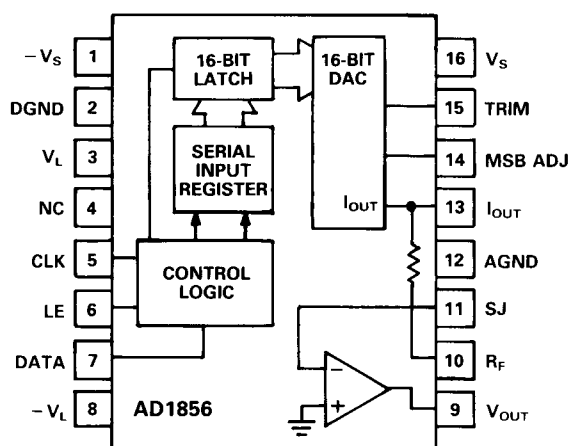 −VS 1
DGND 2
VL 3
NC 4
CLK 5
LE 6
DATA 7
−VL 8
16-BIT
LATCH
SERIAL
INPUT
REGISTER
CONTROL
LOGIC
16-BIT
DAC
IOUT
−
+
AD1856
16 VS
15 TRIM
14 MSB ADJ
13 IOUT
12 AGND
11 SJ
10 RF
9 VOUT